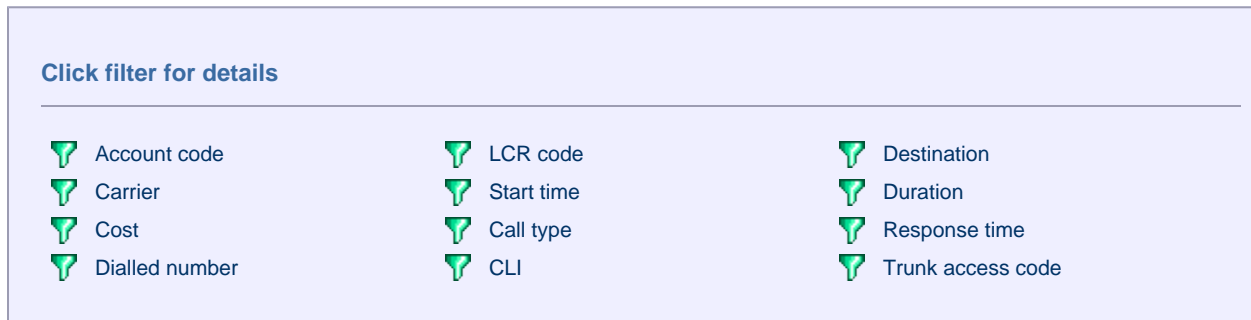 Click filter for details
Account code
LCR code
Destination
Carrier
Start time
Duration
Cost
Call type
Response time
Dialled number
CLI
Trunk access code